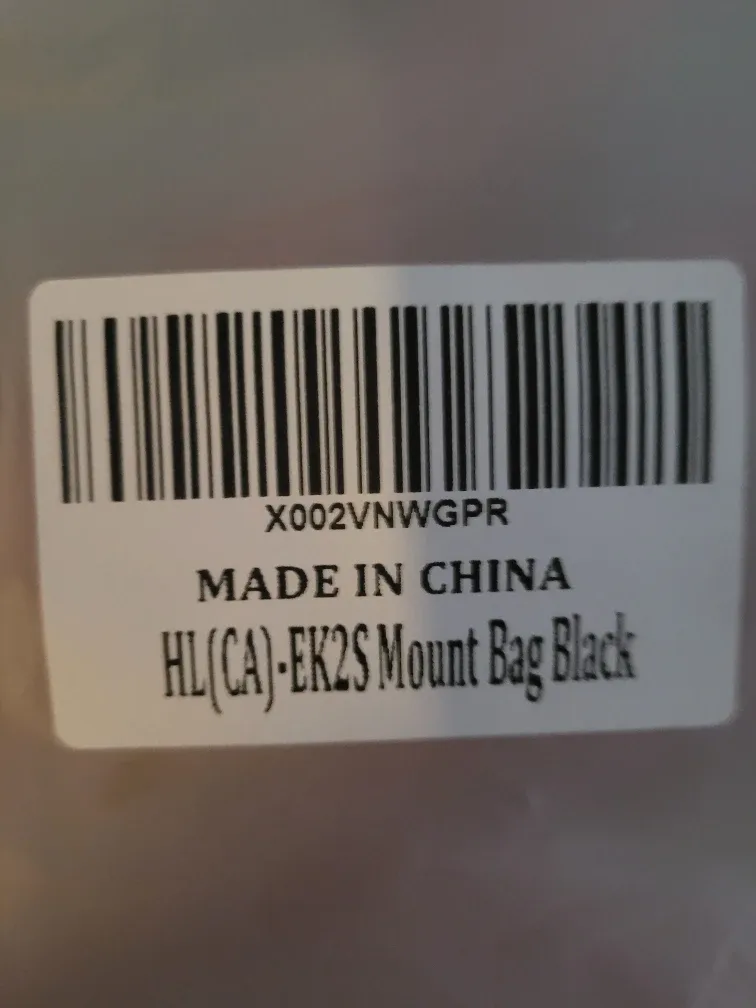 X002VNWGPR
MADE IN CHINA
HL(CA)-EK2S Mount Bag Black